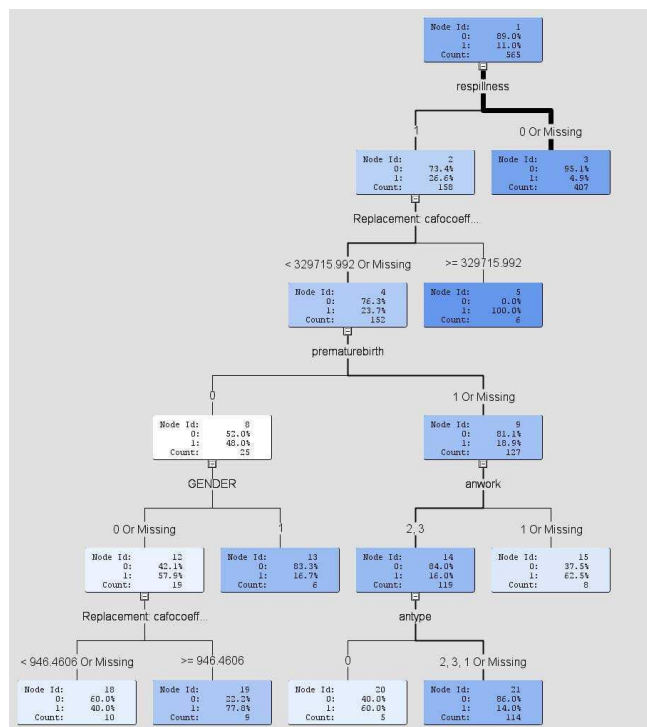 Node Id: 1
0: 89.0%
1: 11.0%
Count: 565
respillness
1
0 Or Missing
Node Id: 2
0: 73.4%
1: 26.6%
Count: 158
Node Id: 3
0: 95.1%
1: 4.9%
Count: 407
Replacement: cafocoeff...
< 329715.992 Or Missing
>= 329715.992
Node Id: 4
0: 76.3%
1: 23.7%
Count: 152
Node Id: 5
0: 0.0%
1: 100.0%
Count: 6
prematurebirth
0
1 Or Missing
Node Id: 8
0: 52.0%
1: 48.0%
Count: 25
Node Id: 9
0: 81.1%
1: 18.9%
Count: 127
GENDER
anwork
0 Or Missing
1
2, 3
1 Or Missing
Node Id: 12
0: 42.1%
1: 57.9%
Count: 19
Node Id: 13
0: 83.3%
1: 16.7%
Count: 6
Node Id: 14
0: 84.0%
1: 16.0%
Count: 119
Node Id: 15
0: 37.5%
1: 62.5%
Count: 8
Replacement: cafocoeff...
antype
< 946.4606 Or Missing
>= 946.4606
0
2, 3, 1 Or Missing
Node Id: 18
0: 60.0%
1: 40.0%
Count: 10
Node Id: 19
0: 22.2%
1: 77.8%
Count: 9
Node Id: 20
0: 40.0%
1: 60.0%
Count: 5
Node Id: 21
0: 86.0%
1: 14.0%
Count: 114